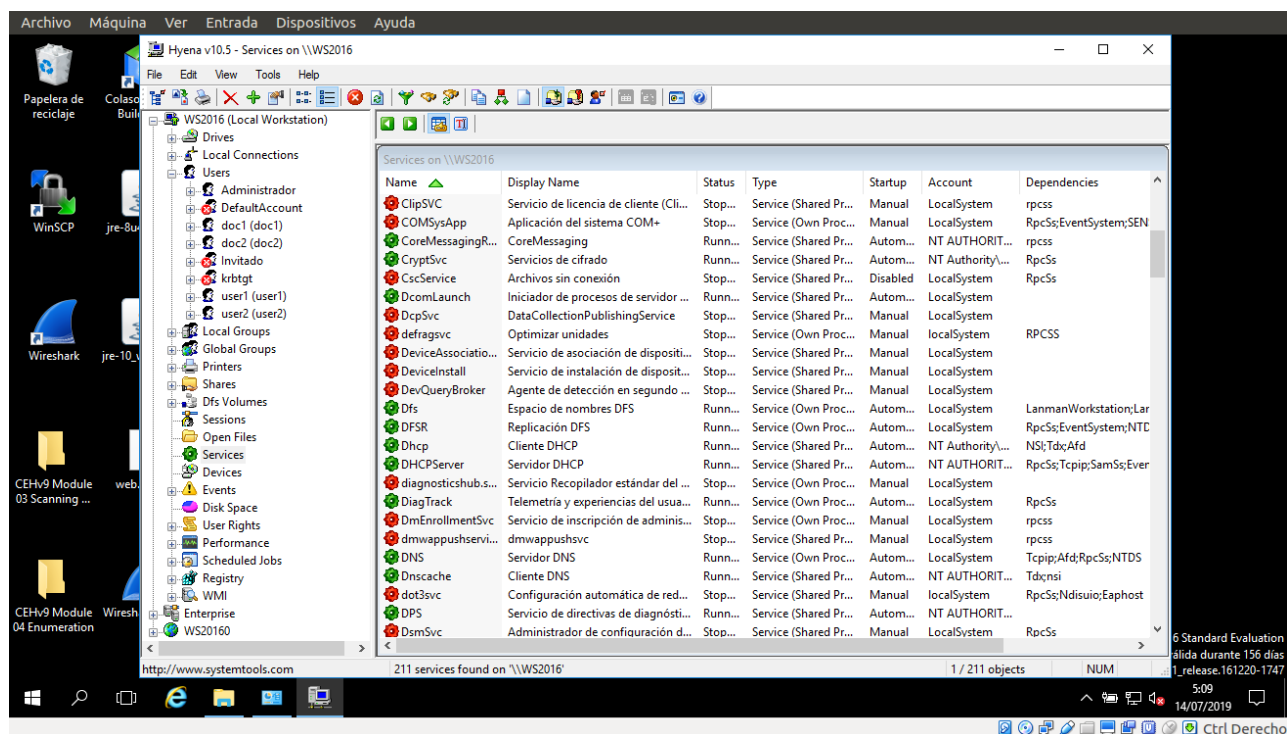 Archivo Máquina Ver Entrada Dispositivos Ayuda
Papelera de reciclaje
Colaso
Buil
WinSCP
jre-8u
Wireshark
jre-10_v
CEHv9 Module 03 Scanning ...
web.
CEHv9 Module 04 Enumeration
Wiresh
Hyena v10.5 - Services on \\WS2016
File Edit View Tools Help
WS2016 (Local Workstation)
Drives
Local Connections
Users
Administrador
DefaultAccount
doc1 (doc1)
doc2 (doc2)
Invitado
krbtgt
user1 (user1)
user2 (user2)
Local Groups
Global Groups
Printers
Shares
Dfs Volumes
Sessions
Open Files
Services
Devices
Events
Disk Space
User Rights
Performance
Scheduled Jobs
Registry
WMI
Enterprise
WS20160
Services on \\WS2016
Name Display Name Status Type Startup Account Dependencies
ClipSVC Servicio de licencia de cliente (Cli... Stop... Service (Shared Pr... Manual LocalSystem rpcss
COMSysApp Aplicación del sistema COM+ Stop... Service (Own Proc... Manual LocalSystem RpcSs;EventSystem;SEN
CoreMessagingR... CoreMessaging Runn... Service (Shared Pr... Autom... NT AUTHORIT... rpcss
CryptSvc Servicios de cifrado Runn... Service (Shared Pr... Autom... NT Authority\... RpcSs
CscService Archivos sin conexión Stop... Service (Shared Pr... Disabled LocalSystem RpcSs
DcomLaunch Iniciador de procesos de servidor ... Runn... Service (Shared Pr... Autom... LocalSystem
DcpSvc DataCollectionPublishingService Stop... Service (Shared Pr... Manual LocalSystem
defragsvc Optimizar unidades Stop... Service (Own Proc... Manual localSystem RPCSS
DeviceAssociatio... Servicio de asociación de dispositi... Stop... Service (Shared Pr... Manual LocalSystem
DeviceInstall Servicio de instalación de disposit... Stop... Service (Shared Pr... Manual LocalSystem
DevQueryBroker Agente de detección en segundo ... Stop... Service (Shared Pr... Manual LocalSystem
Dfs Espacio de nombres DFS Runn... Service (Own Proc... Autom... LocalSystem LanmanWorkstation;Lar
DFSR Replicación DFS Runn... Service (Own Proc... Autom... LocalSystem RpcSs;EventSystem;NTD
Dhcp Cliente DHCP Runn... Service (Shared Pr... Autom... NT Authority\... NSI;Tdx;Afd
DHCPServer Servidor DHCP Runn... Service (Shared Pr... Autom... NT AUTHORIT... RpcSs;Tcpip;SamSs;Ever
diagnosticshub.s... Servicio Recopilador estándar del ... Stop... Service (Own Proc... Manual LocalSystem
DiagTrack Telemetría y experiencias del usua... Runn... Service (Own Proc... Autom... LocalSystem RpcSs
DmEnrollmentSvc Servicio de inscripción de adminis... Stop... Service (Own Proc... Manual LocalSystem rpcss
dmwappushservi... dmwappushsvc Stop... Service (Shared Pr... Manual LocalSystem rpcss
DNS Servidor DNS Runn... Service (Own Proc... Autom... LocalSystem Tcpip;Afd;RpcSs;NTDS
Dnscache Cliente DNS Runn... Service (Shared Pr... Autom... NT AUTHORIT... Tdx;nsi
dot3svc Configuración automática de red... Stop... Service (Shared Pr... Manual localSystem RpcSs;Ndisuio;Eaphost
DPS Servicio de directivas de diagnósti... Runn... Service (Shared Pr... Autom... NT AUTHORIT...
DsmSvc Administrador de configuración d... Stop... Service (Shared Pr... Manual LocalSystem RpcSs
http://www.systemtools.com 211 services found on '\\WS2016' 1 / 211 objects NUM
6 Standard Evaluation
álida durante 156 días
1_release.161220-1747
5:09
14/07/2019
Ctrl Derecho